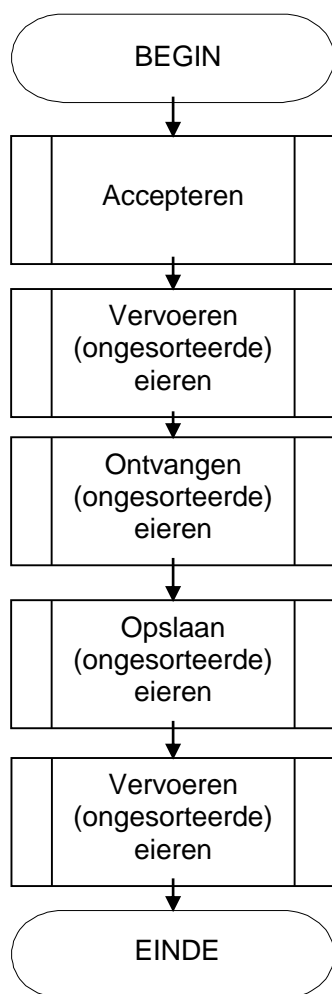 BEGIN
Accepteren
Vervoeren
(ongesorteerde)
eieren
Ontvangen
(ongesorteerde)
eieren
Opslaan
(ongesorteerde)
eieren
Vervoeren
(ongesorteerde)
eieren
EINDE